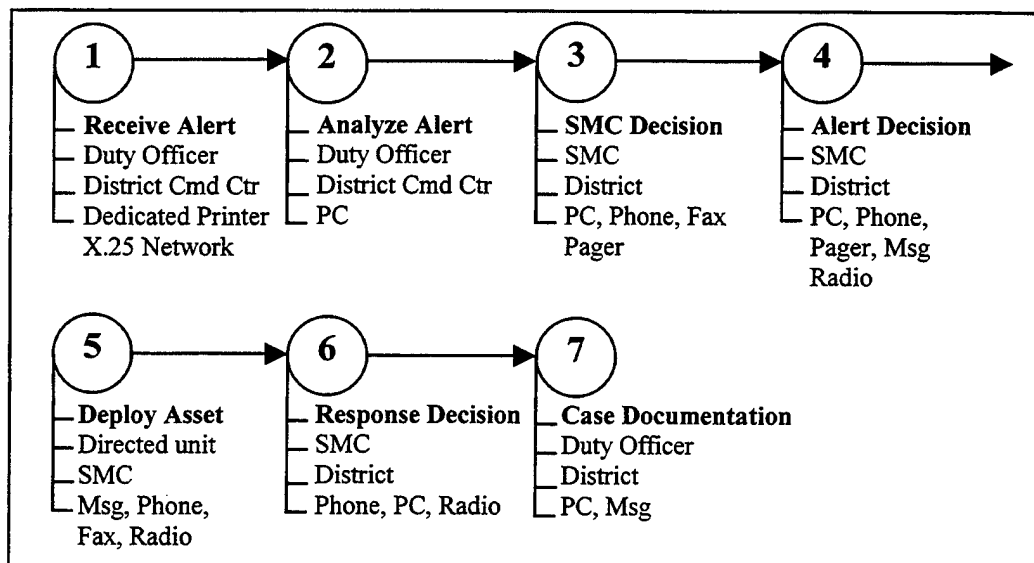 1
Receive Alert
Duty Officer
District Cmd Ctr
Dedicated Printer
X.25 Network
2
Analyze Alert
Duty Officer
District Cmd Ctr
PC
3
SMC Decision
SMC
District
PC, Phone, Fax
Pager
4
Alert Decision
SMC
District
PC, Phone,
Pager, Msg
Radio
5
Deploy Asset
Directed unit
SMC
Msg, Phone,
Fax, Radio
6
Response Decision
SMC
District
Phone, PC, Radio
7
Case Documentation
Duty Officer
District
PC, Msg